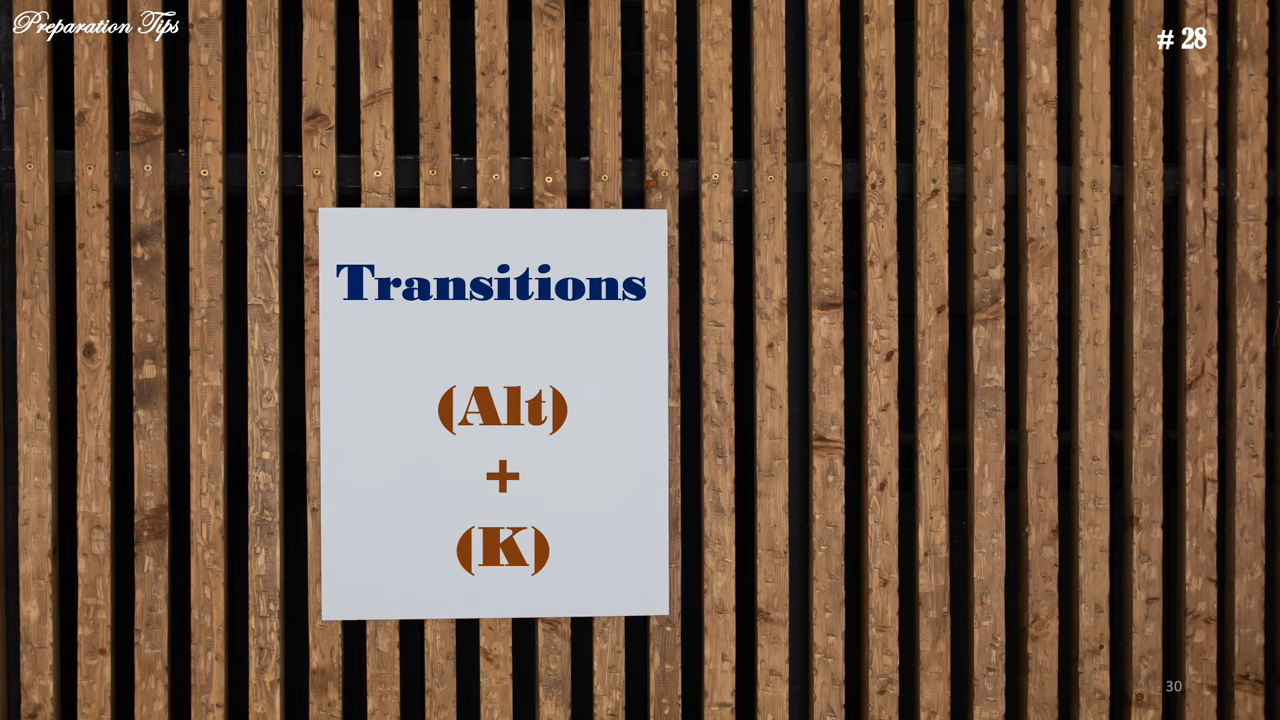 Preparation Tips
# 28
Transitions
(Alt)
+
(K)
30